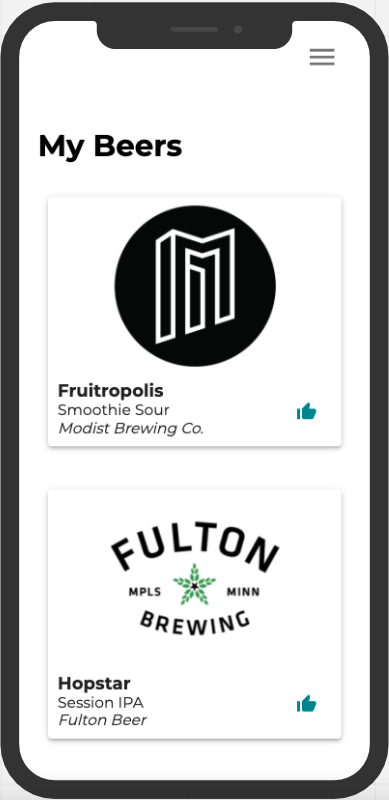 My Beers
M
Fruitropolis
Smoothie Sour
Modist Brewing Co.
FULTON
MPLS MINN
BREWING
Hopstar
Session IPA
Fulton Beer